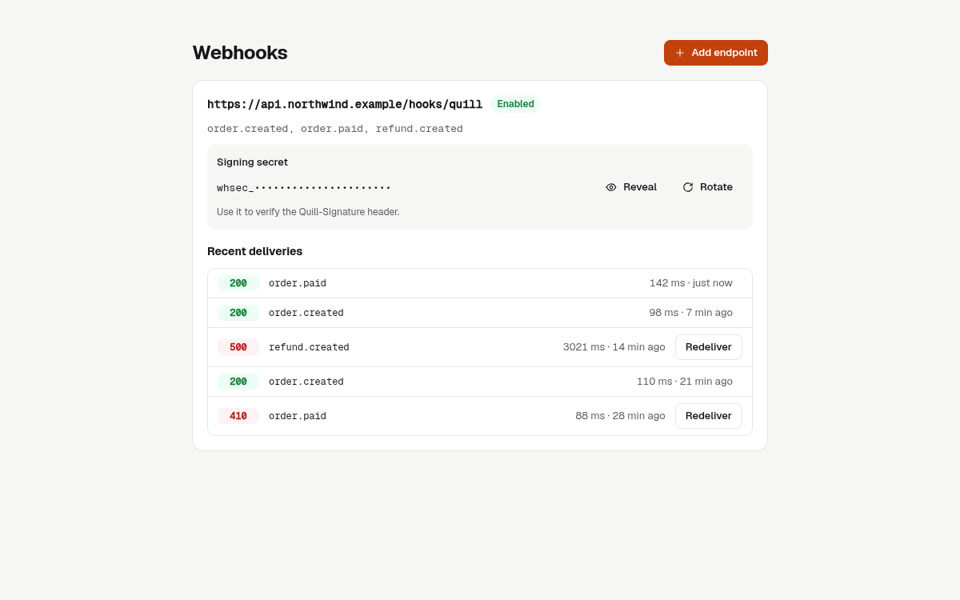 Webhooks
Add endpoint
https://api.northwind.example/hooks/quill Enabled
order.created, order.paid, refund.created
Signing secret
whsec_•••••••••••••••••••••• Reveal Rotate
Use it to verify the Quill-Signature header.
Recent deliveries
200 order.paid 142 ms · just now
200 order.created 98 ms · 7 min ago
500 refund.created 3021 ms · 14 min ago Redeliver
200 order.created 110 ms · 21 min ago
410 order.paid 88 ms · 28 min ago Redeliver